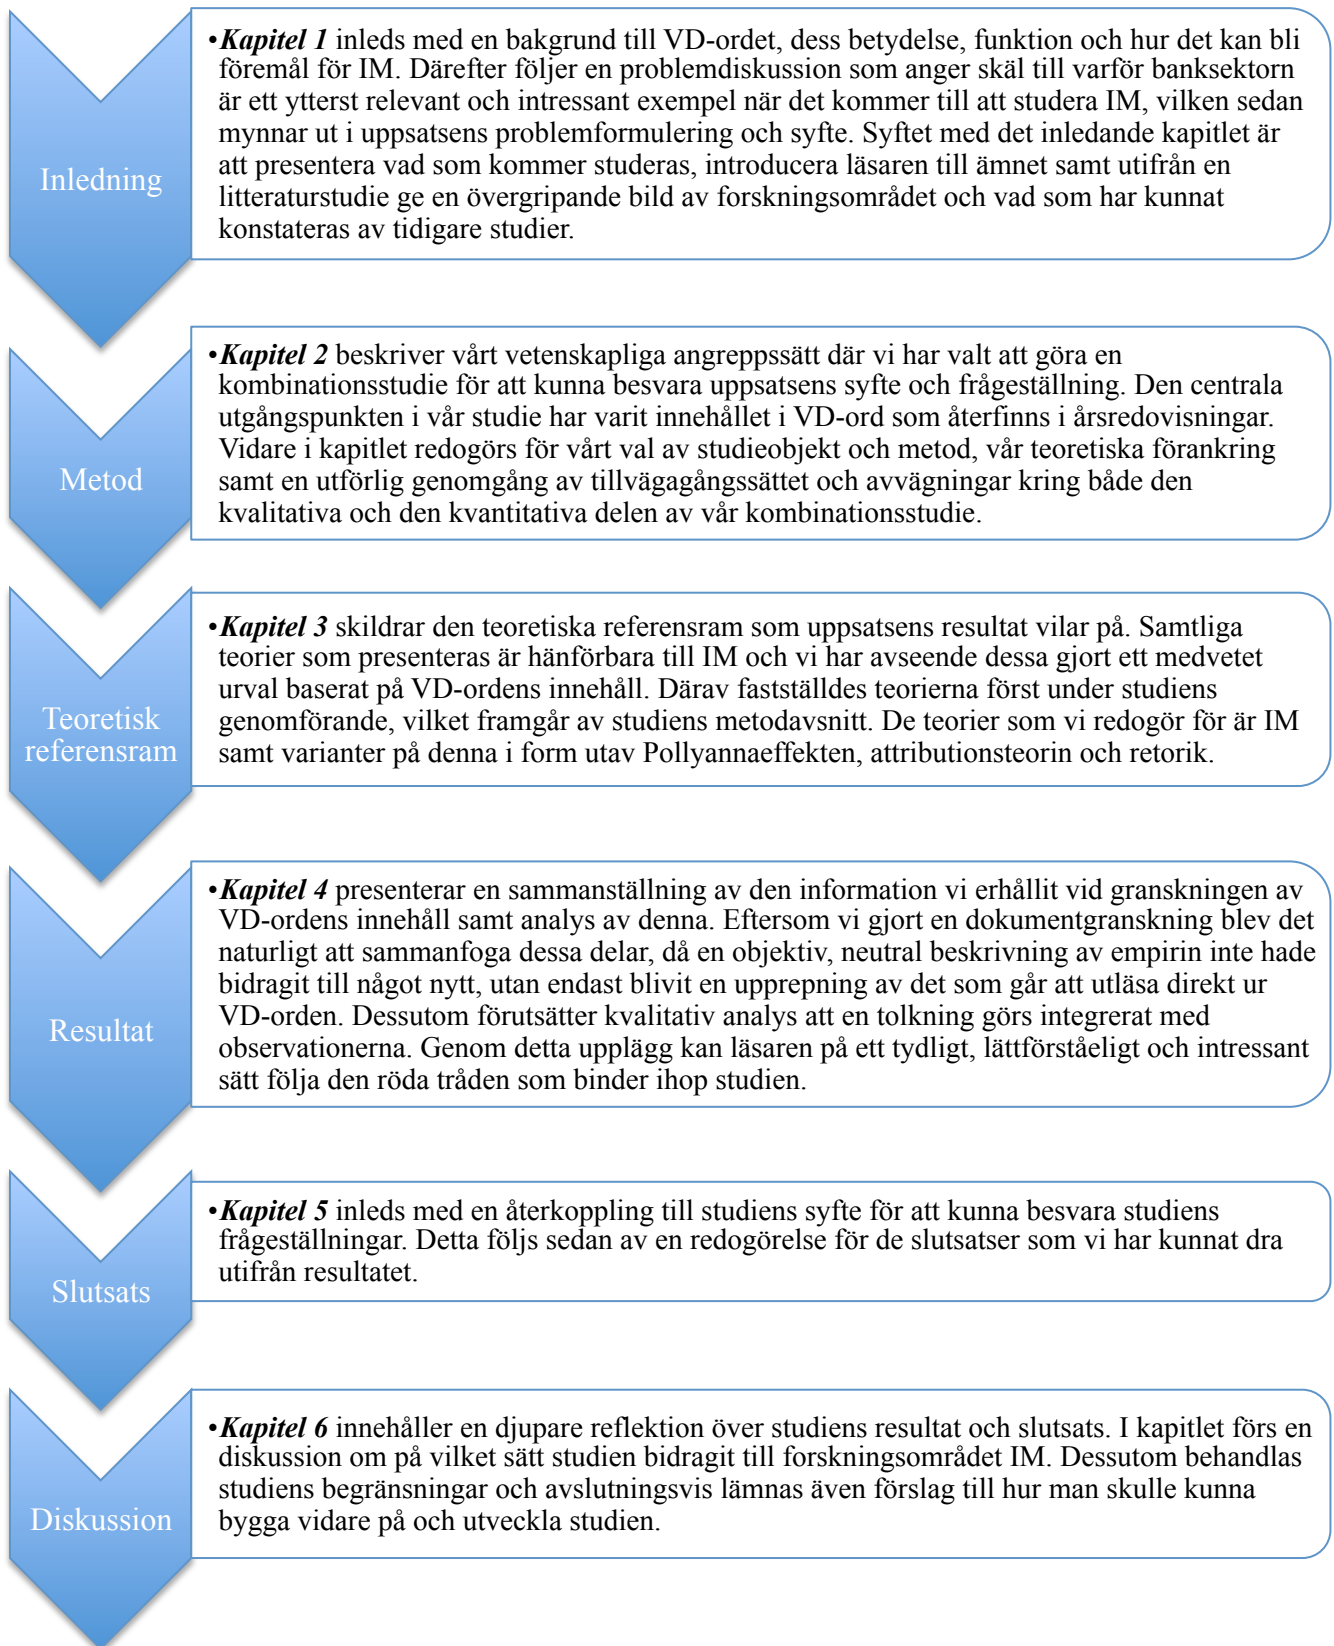 Inledning
•Kapitel 1 inleds med en bakgrund till VD-ordet, dess betydelse, funktion och hur det kan bli
föremål för IM. Därefter följer en problemdiskussion som anger skäl till varför banksektorn
är ett ytterst relevant och intressant exempel när det kommer till att studera IM, vilken sedan
mynnar ut i uppsatsens problemformulering och syfte. Syftet med det inledande kapitlet är
att presentera vad som kommer studeras, introducera läsaren till ämnet samt utifrån en
litteraturstudie ge en övergripande bild av forskningsområdet och vad som har kunnat
konstateras av tidigare studier.
Metod
•Kapitel 2 beskriver vårt vetenskapliga angreppssätt där vi har valt att göra en
kombinationsstudie för att kunna besvara uppsatsens syfte och frågeställning. Den centrala
utgångspunkten i vår studie har varit innehållet i VD-ord som återfinns i årsredovisningar.
Vidare i kapitlet redogörs för vårt val av studieobjekt och metod, vår teoretiska förankring
samt en utförlig genomgång av tillvägagångssättet och avvägningar kring både den
kvalitativa och den kvantitativa delen av vår kombinationsstudie.
Teoretisk
referensram
•Kapitel 3 skildrar den teoretiska referensram som uppsatsens resultat vilar på. Samtliga
teorier som presenteras är hänförbara till IM och vi har avseende dessa gjort ett medvetet
urval baserat på VD-ordens innehåll. Därav fastställdes teorierna först under studiens
genomförande, vilket framgår av studiens metodavsnitt. De teorier som vi redogör för är IM
samt varianter på denna i form utav Pollyannaeffekten, attributionsteorin och retorik.
Resultat
•Kapitel 4 presenterar en sammanställning av den information vi erhållit vid granskningen av
VD-ordens innehåll samt analys av denna. Eftersom vi gjort en dokumentgranskning blev det
naturligt att sammanfoga dessa delar, då en objektiv, neutral beskrivning av empirin inte hade
bidragit till något nytt, utan endast blivit en upprepning av det som går att utläsa direkt ur
VD-orden. Dessutom förutsätter kvalitativ analys att en tolkning görs integrerat med
observationerna. Genom detta upplägg kan läsaren på ett tydligt, lättförståeligt och intressant
sätt följa den röda tråden som binder ihop studien.
Slutsats
•Kapitel 5 inleds med en återkoppling till studiens syfte för att kunna besvara studiens
frågeställningar. Detta följs sedan av en redogörelse för de slutsatser som vi har kunnat dra
utifrån resultatet.
Diskussion
•Kapitel 6 innehåller en djupare reflektion över studiens resultat och slutsats. I kapitlet förs en
diskussion om på vilket sätt studien bidragit till forskningsområdet IM. Dessutom behandlas
studiens begränsningar och avslutningsvis lämnas även förslag till hur man skulle kunna
bygga vidare på och utveckla studien.